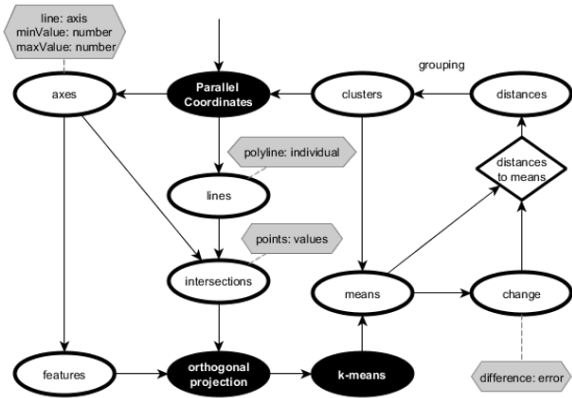 line: axis
minValue: number
maxValue: number
grouping
axes
Parallel
Coordinates
clusters
distances
polyline: individual
distances
to means
lines
points: values
intersections
means
change
features
orthogonal
projection
k-means
difference: error